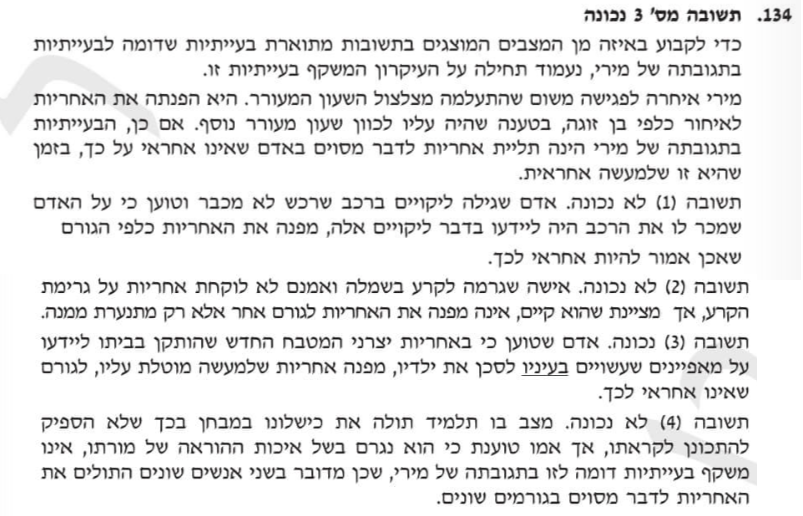 134. תשובה מס' 3 נכונה
כדי לקבוע באיזה מן המצבים המוצגים בתשובות מתוארת בעייתיות שדומה לבעייתיות
בתגובתה של מירי, נעמוד תחילה על העיקרון המשקף בעייתיות זו.
מירי איחרה לפגישה משום שהתעלמה מצלצול השעון המעורר. היא הפנתה את האחריות
לאיחור כלפי בן זוגה, בטענה שהיה עליו לכוון שעון מעורר נוסף. אם כן, הבעייתיות
בתגובתה של מירי הינה תליית אחריות לדבר מסוים באדם שאינו אחראי על כך, בזמן
שהיא זו שלמעשה אחראית.
תשובה (1) לא נכונה. אדם שגילה ליקויים ברכב שרכש לא מכבר וטוען כי על האדם
שמכר לו את הרכב היה ליידעו בדבר ליקויים אלה, מפנה את האחריות כלפי הגורם
שאכן אמור להיות אחראי לכך.
תשובה (2) לא נכונה. אישה שגרמה לקרע בשמלה ואמנם לא לוקחת אחריות על גרימת
הקרע, אך מציינת שהוא קיים, אינה מפנה את האחריות לגורם אחר אלא רק מתנערת ממנה.
תשובה (3) נכונה. אדם שטוען כי באחריות יצרני המטבח החדש שהותקן בביתו ליידעו
על מאפיינים שעשויים בעיניו לסכן את ילדיו, מפנה אחריות שלמעשה מוטלת עליו, לגורם
שאינו אחראי לכך.
תשובה (4) לא נכונה. מצב בו תלמיד תולה את כישלונו במבחן בכך שלא הספיק
להתכונן לקראתו, אך אמו טוענת כי הוא נגרם בשל איכות ההוראה של מורתו, אינו
משקף בעייתיות דומה לזו בתגובתה של מירי, שכן מדובר בשני אנשים שונים התולים את
האחריות לדבר מסוים בגורמים שונים.